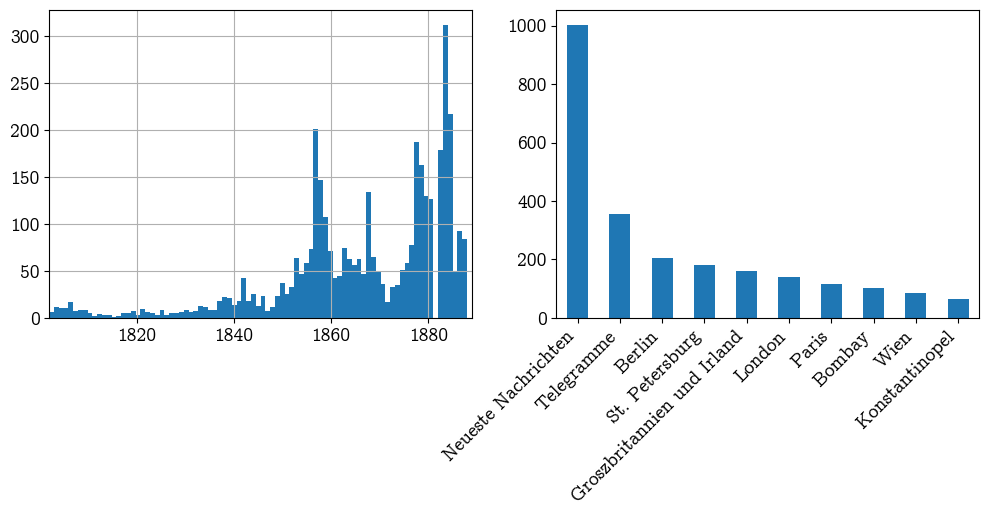 300
250
200
150
100
50
0
1820 1840 1860 1880
1000
800
600
400
200
0
Neueste Nachrichten
Telegramme
Berlin
St. Petersburg
Groszbritannien und Irland
London
Paris
Bombay
Wien
Konstantinopel